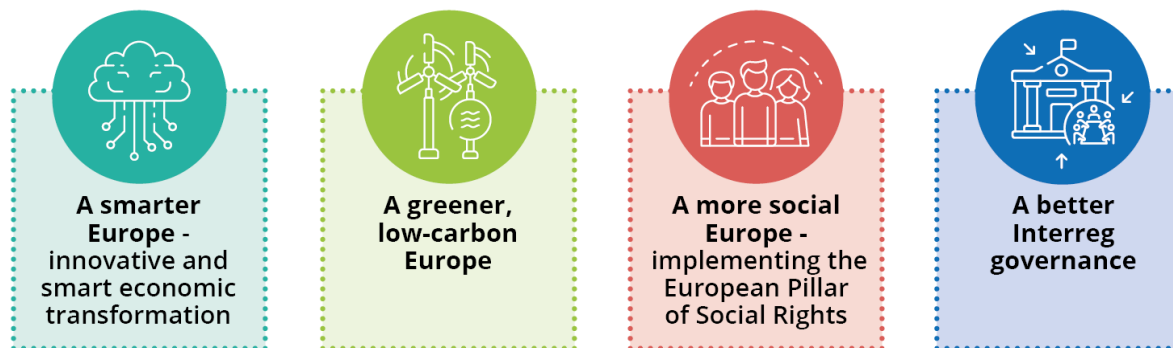 A smarter
Europe -
innovative and
smart economic
transformation
A greener,
low-carbon
Europe
A more social
Europe -
implementing the
European Pillar
of Social Rights
A better
Interreg
governance